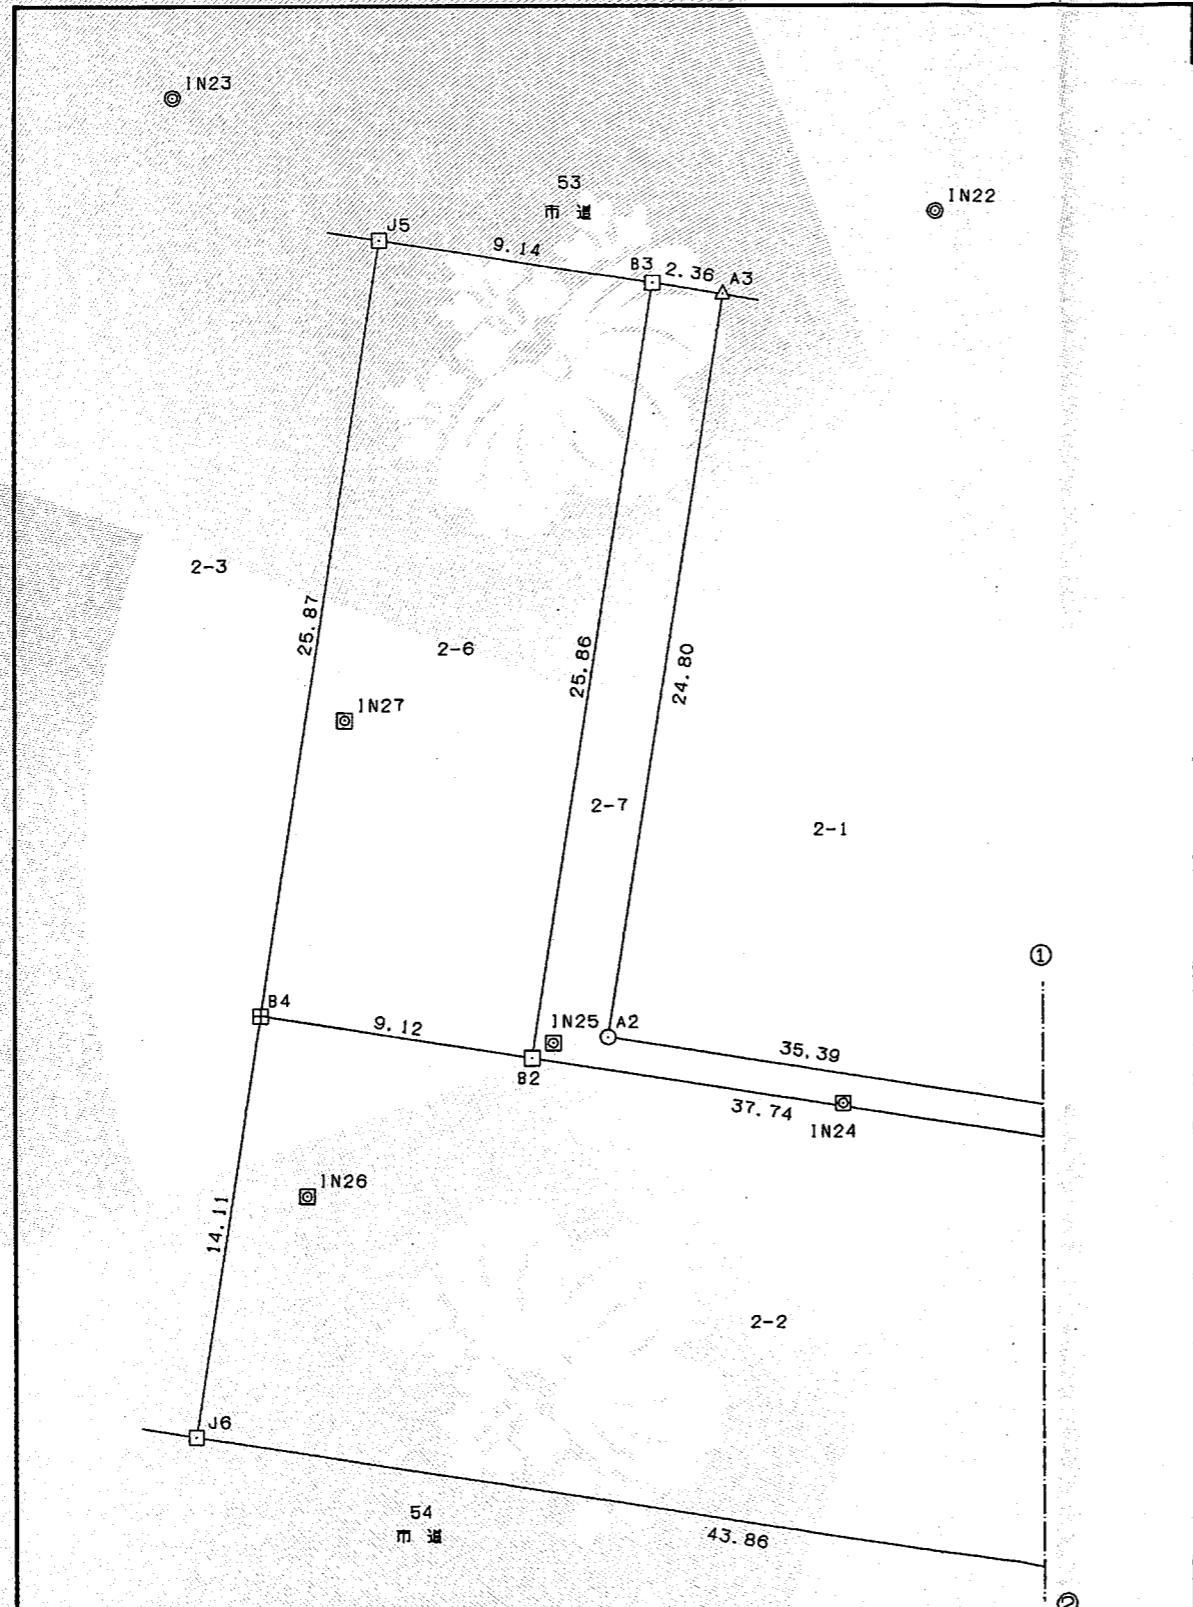 IN23
53
市道
IN22
J5
9.14
B3
2.36
A3
2-3
25.87
2-6
25.86
24.80
IN27
2-7
2-1
①
B4
9.12
IN25
A2
35.39
B2
37.74
IN24
IN26
14.11
2-2
J6
54
市道
43.86
②